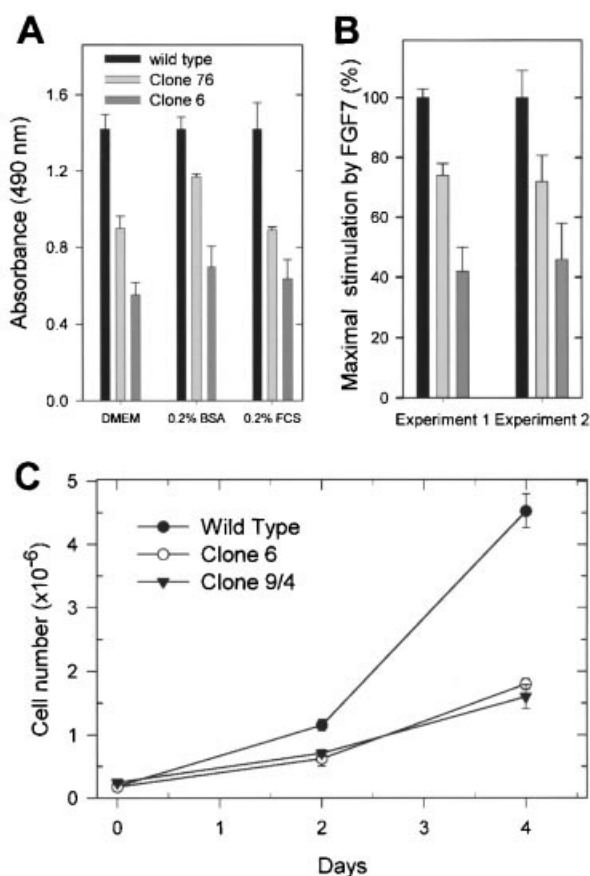 A
wild type
Clone 76
Clone 6
Absorbance (490 nm)
1.6
1.2
0.8
0.4
0.0
DMEM 0.2% BSA 0.2% FCS
B
Maximal stimulation by FGF7 (%)
100
80
60
40
20
0
Experiment 1 Experiment 2
C
Wild Type
Clone 6
Clone 9/4
Cell number (x10⁻⁶)
5
4
3
2
1
0
0 1 2 3 4
Days